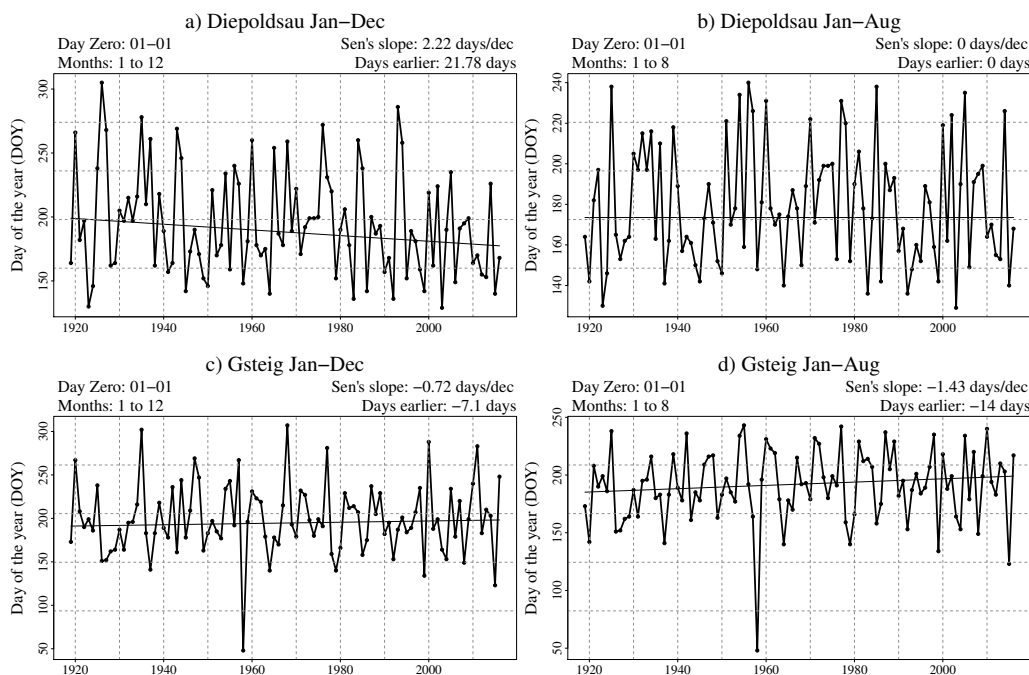 a) Diepoldsau Jan−Dec
Day Zero: 01−01
Sen's slope: 2.22 days/dec
Months: 1 to 12
Days earlier: 21.78 days
Day of the year (DOY)
300
250
200
150
1920
1940
1960
1980
2000
b) Diepoldsau Jan−Aug
Day Zero: 01−01
Sen's slope: 0 days/dec
Months: 1 to 8
Days earlier: 0 days
Day of the year (DOY)
240
220
200
180
160
140
1920
1940
1960
1980
2000
c) Gsteig Jan−Dec
Day Zero: 01−01
Sen's slope: −0.72 days/dec
Months: 1 to 12
Days earlier: −7.1 days
Day of the year (DOY)
300
250
200
150
100
50
1920
1940
1960
1980
2000
d) Gsteig Jan−Aug
Day Zero: 01−01
Sen's slope: −1.43 days/dec
Months: 1 to 8
Days earlier: −14 days
Day of the year (DOY)
250
200
150
100
50
1920
1940
1960
1980
2000